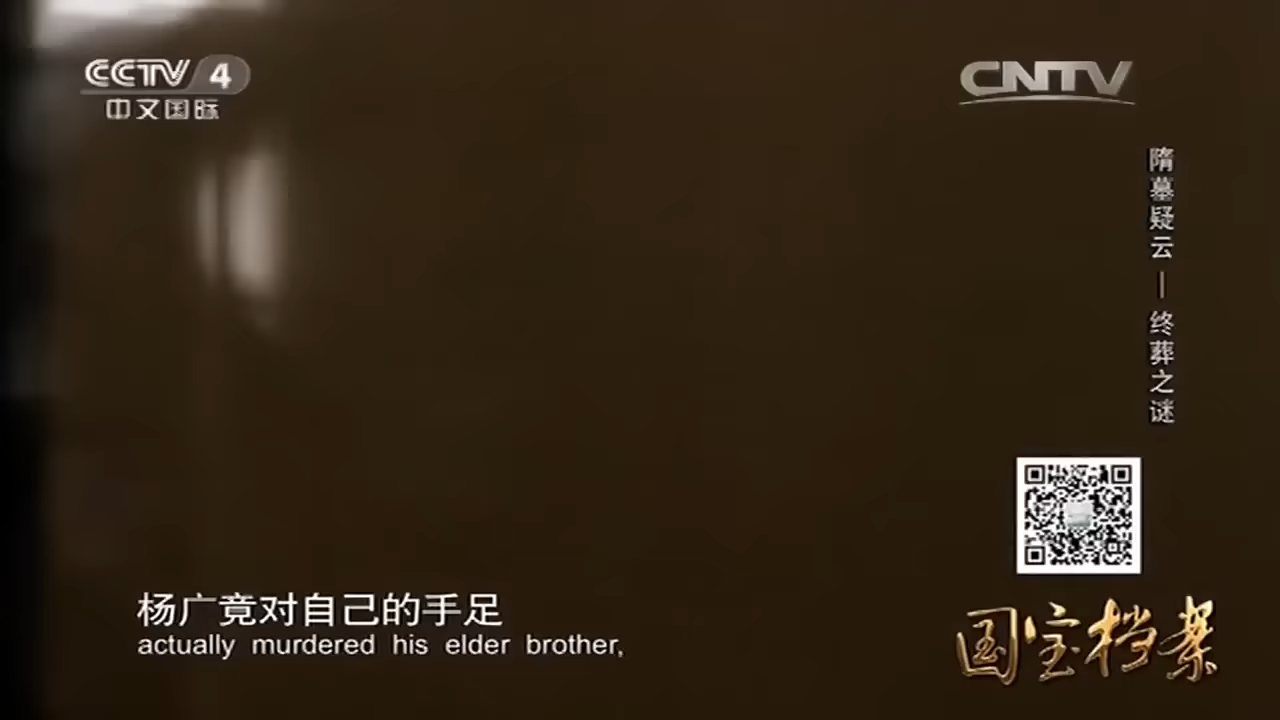 CCTV 4
中文国际
CNTV
隋墓疑云—终葬之谜
杨广竟对自己的手足
actually murdered his elder brother,
国宝档案